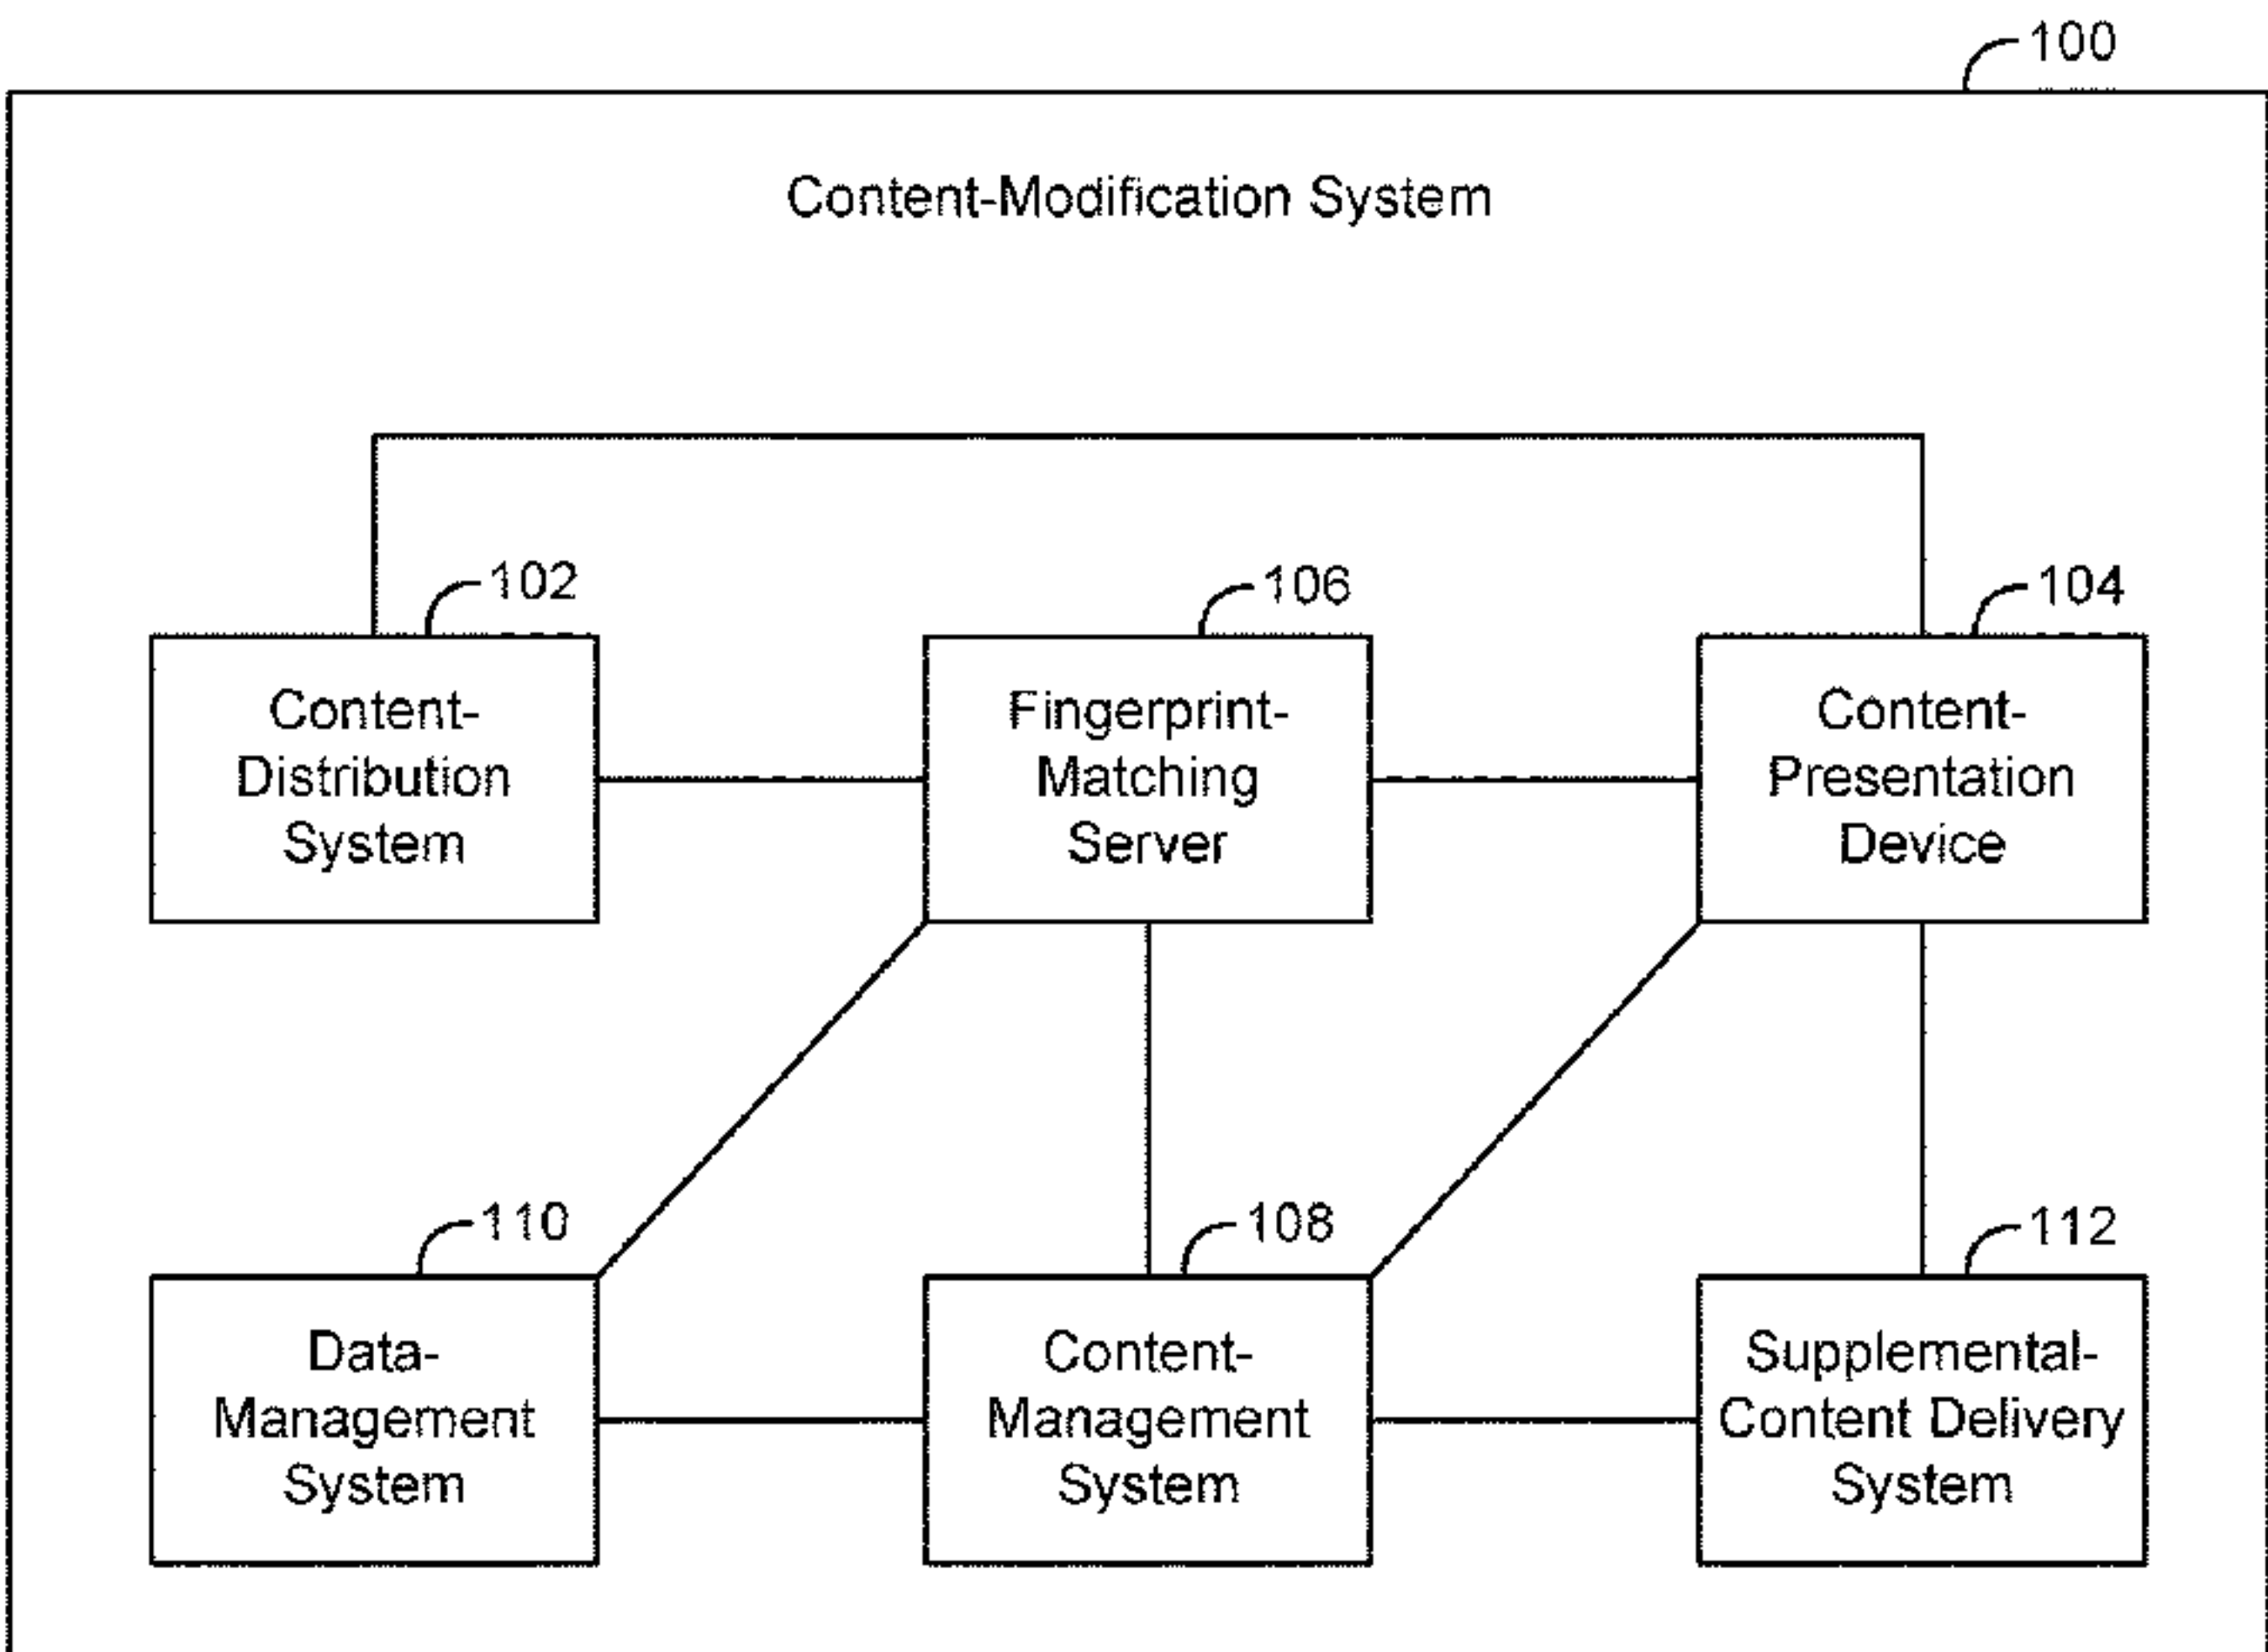 100
Content-Modification System
102
106
104
Content-
Distribution
System
Fingerprint-
Matching
Server
Content-
Presentation
Device
110
108
112
Data-
Management
System
Content-
Management
System
Supplemental-
Content Delivery
System